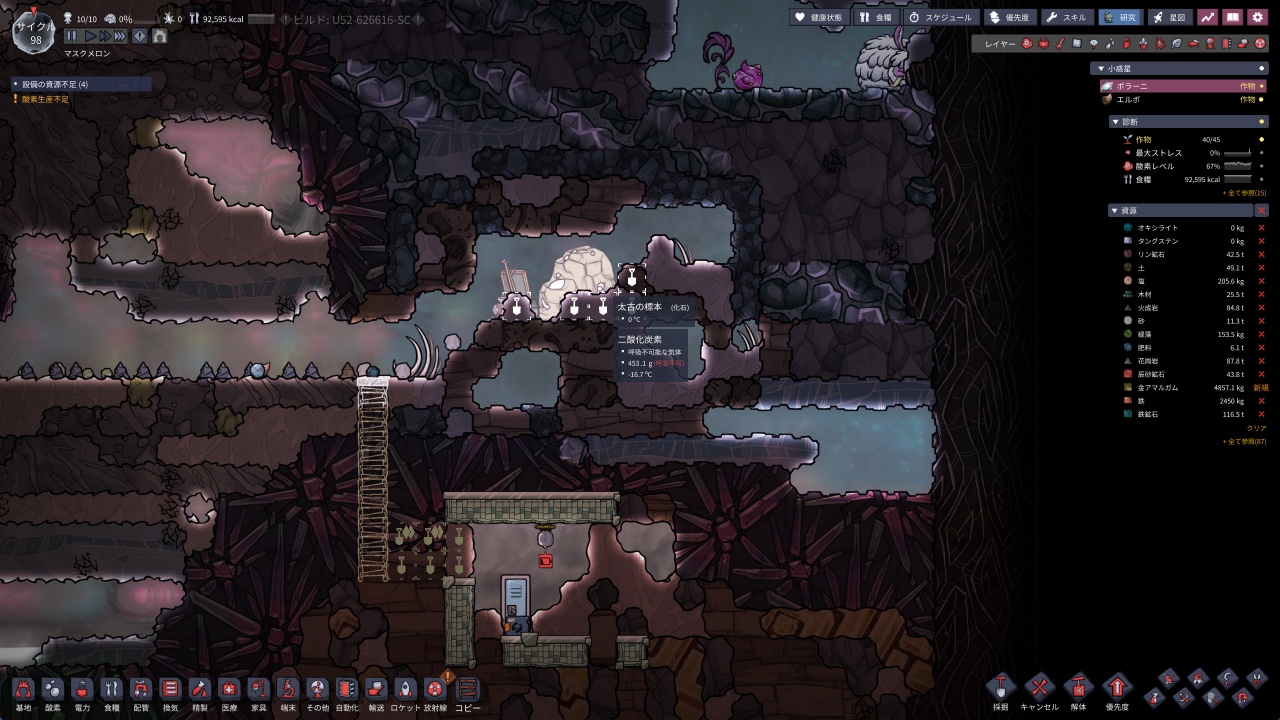 サイクル
98
10/10
0%
0
92,595 kcal
ビルド: U52-626616-SC
マスクメロン
設備の資源不足 (4)
酸素生産不足
健康状態
食糧
スケジュール
優先度
スキル
研究
星図
レイヤー
小惑星
ボラーニ 作物
エルボ 作物
診断
作物 40/45
最大ストレス 0%
酸素レベル 67%
食糧 92,595 kcal
+ 全て参照(15)
資源
オキシライト 0 kg
タングステン 0 kg
リン鉱石 42.5 t
土 49.1 t
塩 205.6 kg
木材 25.5 t
火成岩 84.8 t
砂 11.3 t
緑藻 153.5 kg
肥料 6.1 t
花崗岩 87.8 t
辰砂鉱石 43.8 t
金アマルガム 4857.1 kg 新規
鉄 2450 kg
鉄鉱石 116.5 t
クリア
+ 全て参照(87)
太古の標本 (化石)
0 ℃
二酸化炭素
呼吸不可能な気体
453.1 g (呼吸不可)
-16.7 ℃
基地
酸素
電力
食糧
配管
換気
精製
医療
家具
端末
その他
自動化
輸送
ロケット
放射線
コピー
採掘
キャンセル
解体
優先度